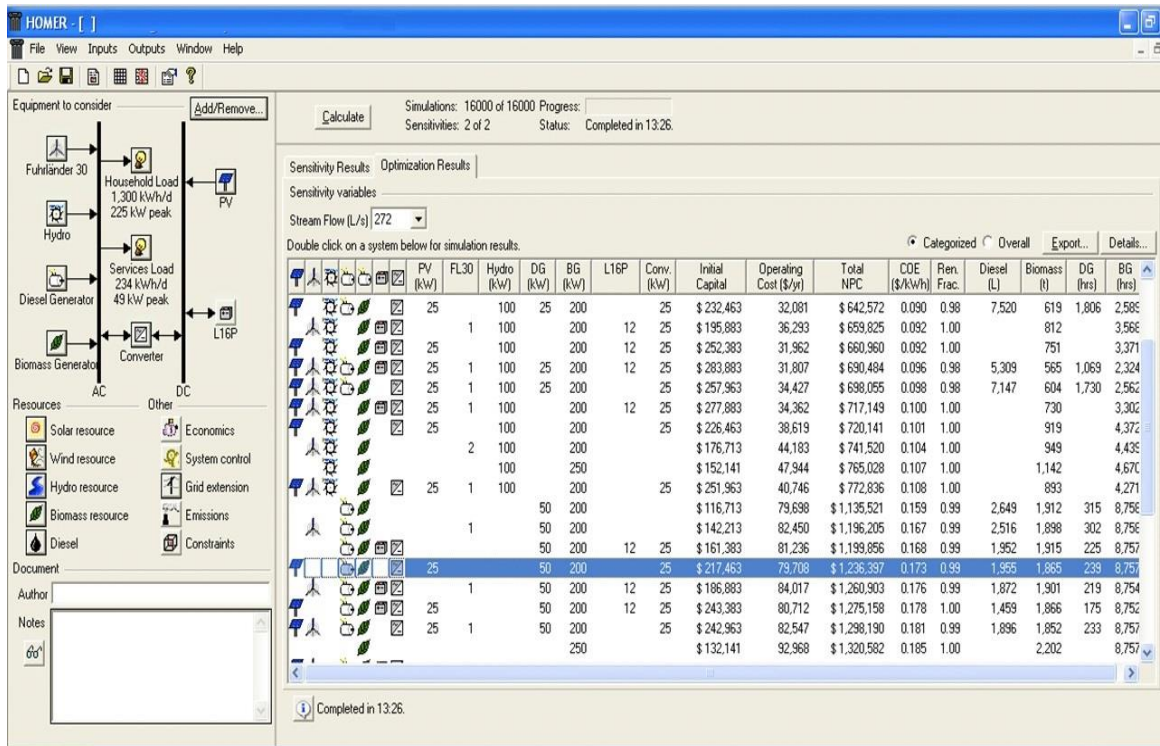 HOMER - [ ]
File View Inputs Outputs Window Help
Equipment to consider
Add/Remove...
Fuhrländer 30
Household Load
1,300 kWh/d
225 kW peak
PV
Hydro
Services Load
234 kWh/d
49 kW peak
Diesel Generator
L16P
Biomass Generator
Converter
AC DC
Resources Other
Solar resource Economics
Wind resource System control
Hydro resource Grid extension
Biomass resource Emissions
Diesel Constraints
Document
Author
Notes
Calculate
Simulations: 16000 of 16000 Progress:
Sensitivities: 2 of 2 Status: Completed in 13:26.
Sensitivity Results Optimization Results
Sensitivity variables
Stream Flow (L/s) 272
Double click on a system below for simulation results.
Categorized Overall Export... Details...
PV (kW) FL30 Hydro (kW) DG (kW) BG (kW) L16P Conv. (kW) Initial Capital Operating Cost ($/yr) Total NPC COE ($/kWh) Ren. Frac. Diesel (L) Biomass (t) DG (hrs) BG (hrs)
25 100 25 200 25 $ 232,463 32,081 $ 642,572 0.090 0.98 7,520 619 1,806 2,589
1 100 200 12 25 $ 195,883 36,293 $ 659,825 0.092 1.00 812 3,568
25 100 200 12 25 $ 252,383 31,962 $ 660,960 0.092 1.00 751 3,371
25 1 100 25 200 12 25 $ 283,883 31,807 $ 690,484 0.096 0.98 5,309 565 1,069 2,324
25 1 100 25 200 25 $ 257,963 34,427 $ 698,055 0.098 0.98 7,147 604 1,730 2,562
25 1 100 200 12 25 $ 277,883 34,362 $ 717,149 0.100 1.00 730 3,302
25 100 200 25 $ 226,463 38,619 $ 720,141 0.101 1.00 919 4,372
2 100 200 $ 176,713 44,183 $ 741,520 0.104 1.00 949 4,439
100 250 $ 152,141 47,944 $ 765,028 0.107 1.00 1,142 4,670
25 1 100 200 25 $ 251,963 40,746 $ 772,836 0.108 1.00 893 4,271
50 200 $ 116,713 79,698 $ 1,135,521 0.159 0.99 2,649 1,912 315 8,758
1 50 200 $ 142,213 82,450 $ 1,196,205 0.167 0.99 2,516 1,898 302 8,758
50 200 12 25 $ 161,383 81,236 $ 1,199,856 0.168 0.99 1,952 1,915 225 8,757
25 50 200 25 $ 217,463 79,708 $ 1,236,397 0.173 0.99 1,955 1,865 239 8,757
1 50 200 12 25 $ 186,883 84,017 $ 1,260,903 0.176 0.99 1,872 1,901 219 8,754
25 50 200 12 25 $ 243,383 80,712 $ 1,275,158 0.178 1.00 1,459 1,866 175 8,752
25 1 50 200 25 $ 242,963 82,547 $ 1,298,190 0.181 0.99 1,896 1,852 233 8,757
250 $ 132,141 92,968 $ 1,320,582 0.185 1.00 2,202 8,757
Completed in 13:26.